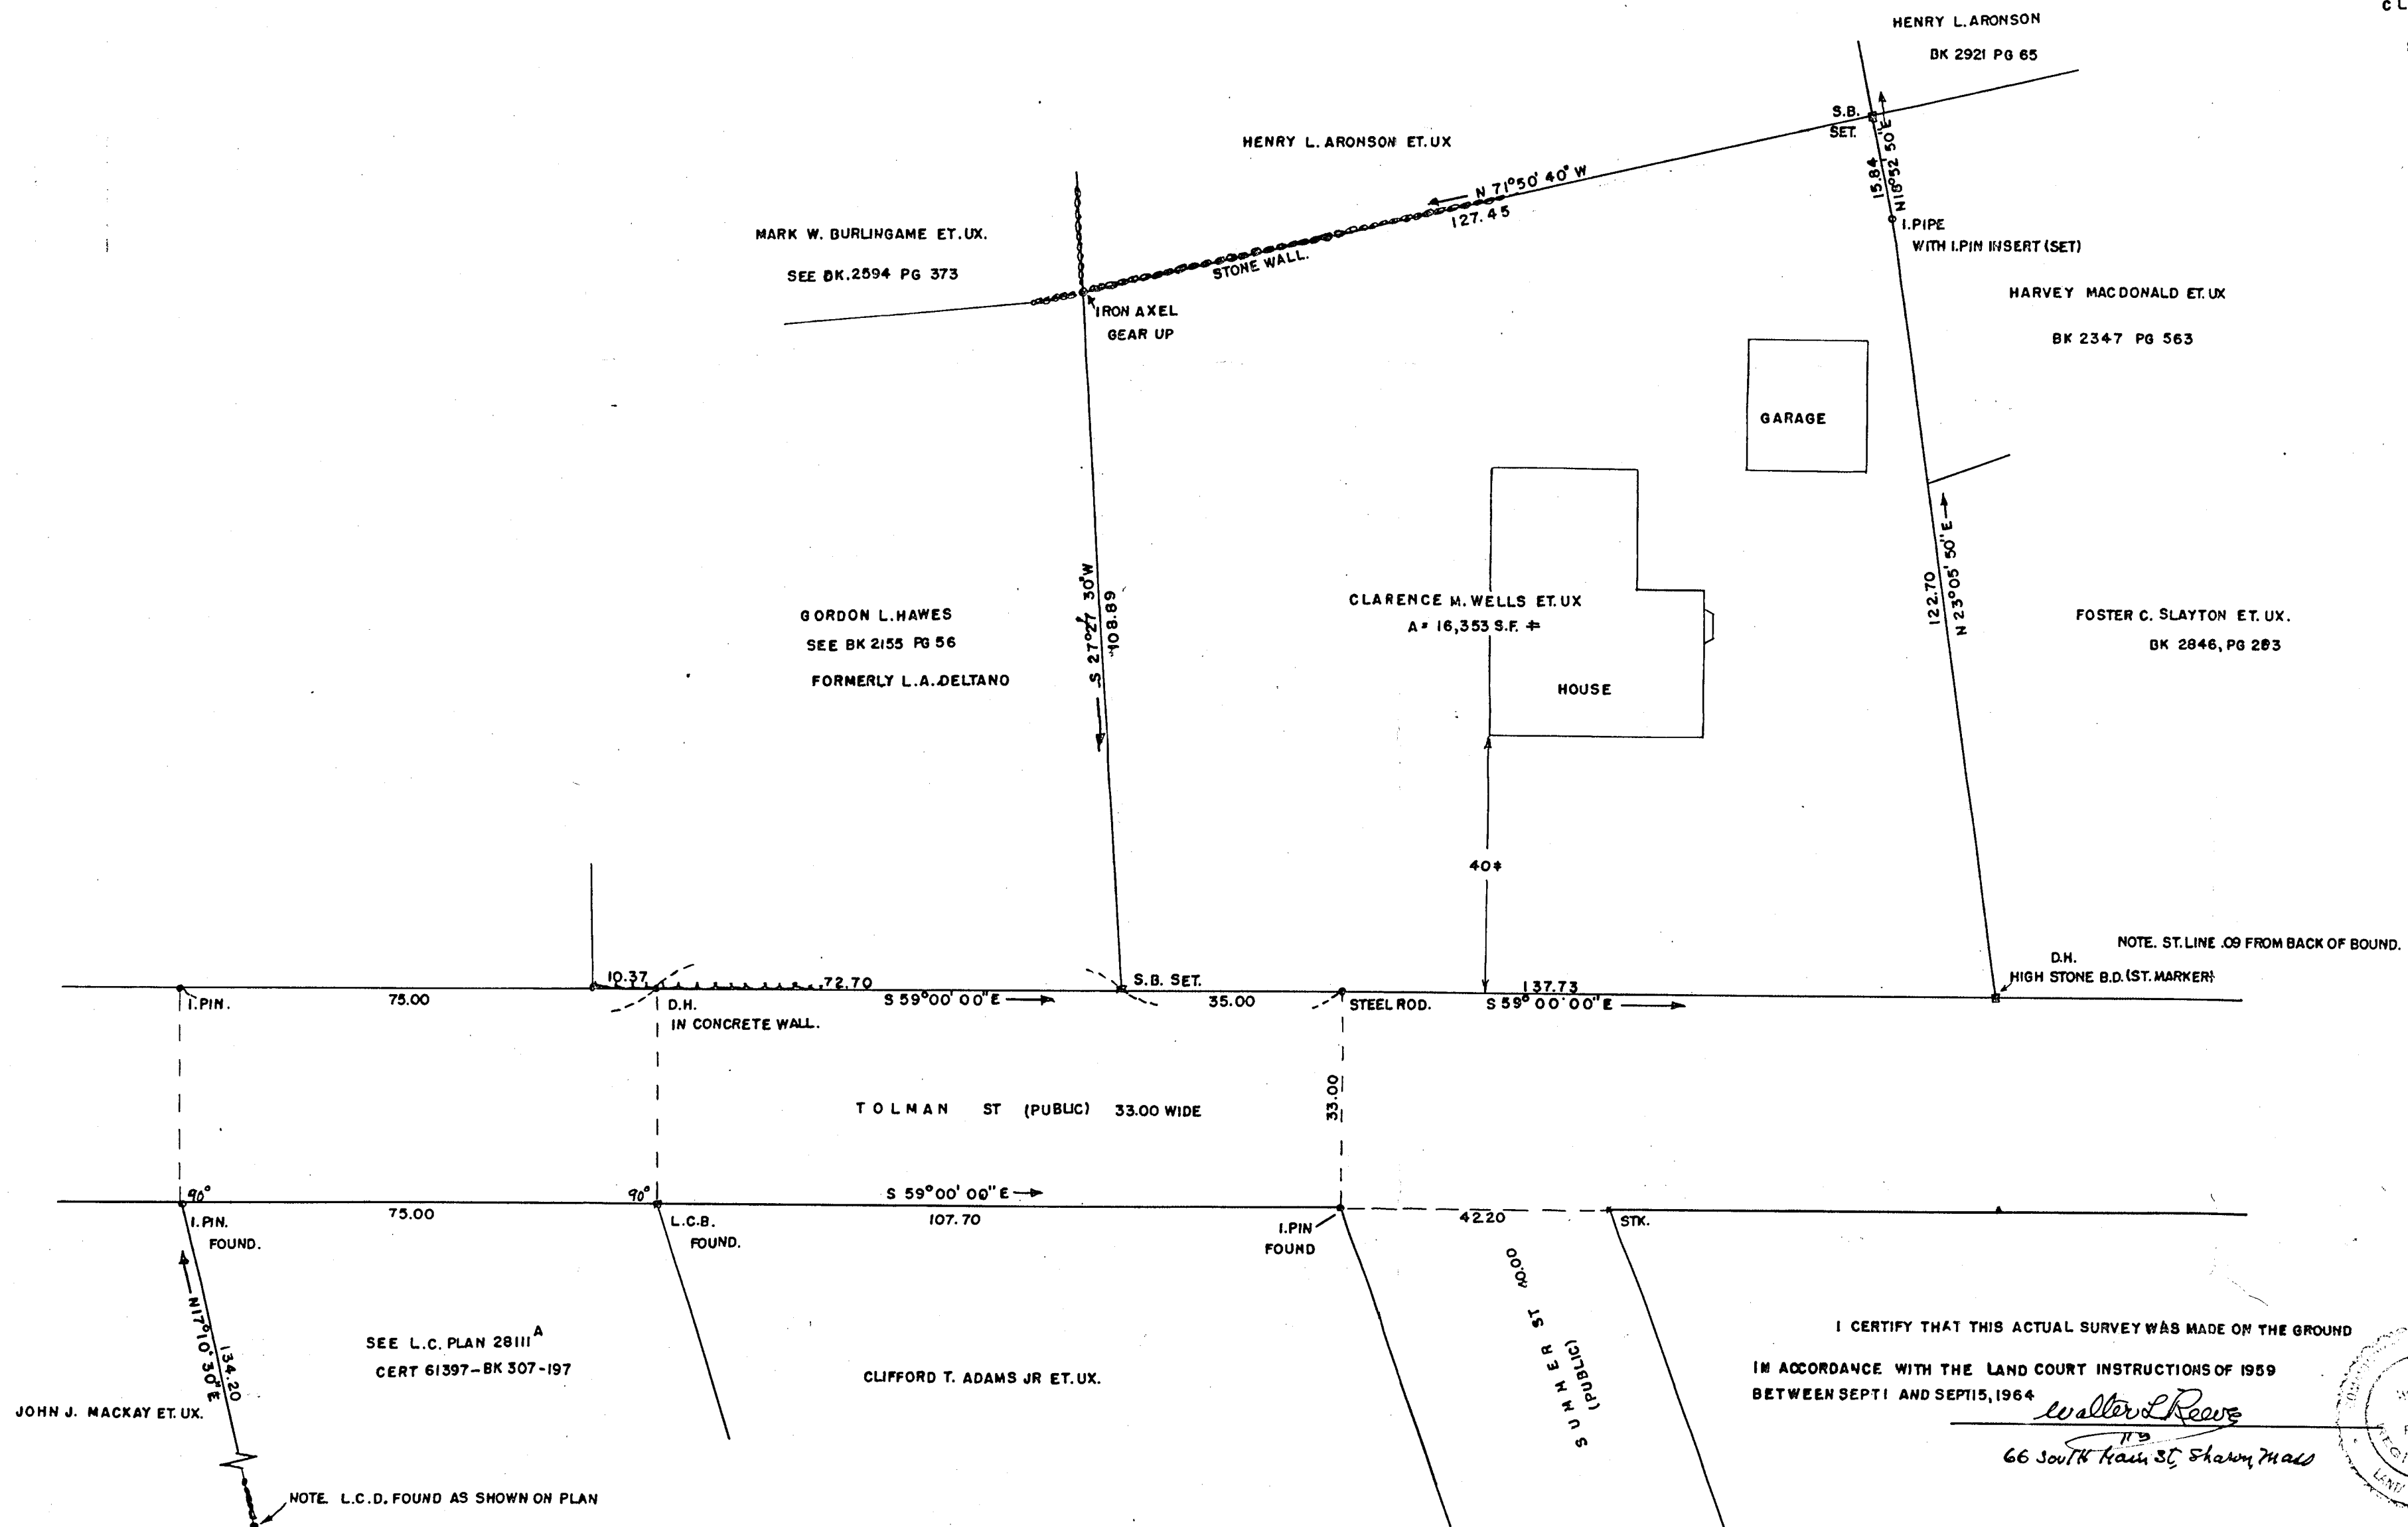 HENRY L. ARONSON
BK 2921 PG 65
S.B.
SET.
15.84
N18°52' 50"E
HENRY L. ARONSON ET. UX
N 71°50' 40" W
127.45
STONE WALL.
I.PIPE
WITH I.PIN INSERT (SET)
MARK W. BURLINGAME ET. UX.
SEE BK. 2594 PG 373
IRON AXEL
GEAR UP
HARVEY MACDONALD ET. UX
BK 2347 PG 563
GARAGE
GORDON L. HAWES
SEE BK 2155 PG 56
FORMERLY L.A. DELTANO
S 27°27' 30"W
108.89
CLARENCE M. WELLS ET. UX
A= 16,353 S.F. ±
HOUSE
122.70
N 23°05' 50" E
FOSTER C. SLAYTON ET. UX.
BK 2846, PG 283
40±
NOTE. ST. LINE .09 FROM BACK OF BOUND.
D.H.
HIGH STONE B.D. (ST. MARKER)
I.PIN.
75.00
10.37
72.70
D.H.
IN CONCRETE WALL.
S 59°00' 00"E
S.B. SET.
35.00
STEEL ROD.
137.73
S 59°00'00"E
TOLMAN ST (PUBLIC) 33.00 WIDE
33.00
90°
I.PIN.
FOUND.
75.00
90°
L.C.B.
FOUND.
S 59°00' 00"E
107.70
I.PIN
FOUND
42.20
STK.
SUMMER ST 40.00
(PUBLIC)
N17°10' 30"E
134.20
SEE L.C. PLAN 28111 A
CERT 61397-BK 307-197
CLIFFORD T. ADAMS JR ET. UX.
JOHN J. MACKAY ET. UX.
NOTE. L.C.D. FOUND AS SHOWN ON PLAN
I CERTIFY THAT THIS ACTUAL SURVEY WAS MADE ON THE GROUND
IN ACCORDANCE WITH THE LAND COURT INSTRUCTIONS OF 1959
BETWEEN SEPT 1 AND SEPT 15, 1964
Walter L Reeve
66 South Main St, Sharon, Mass